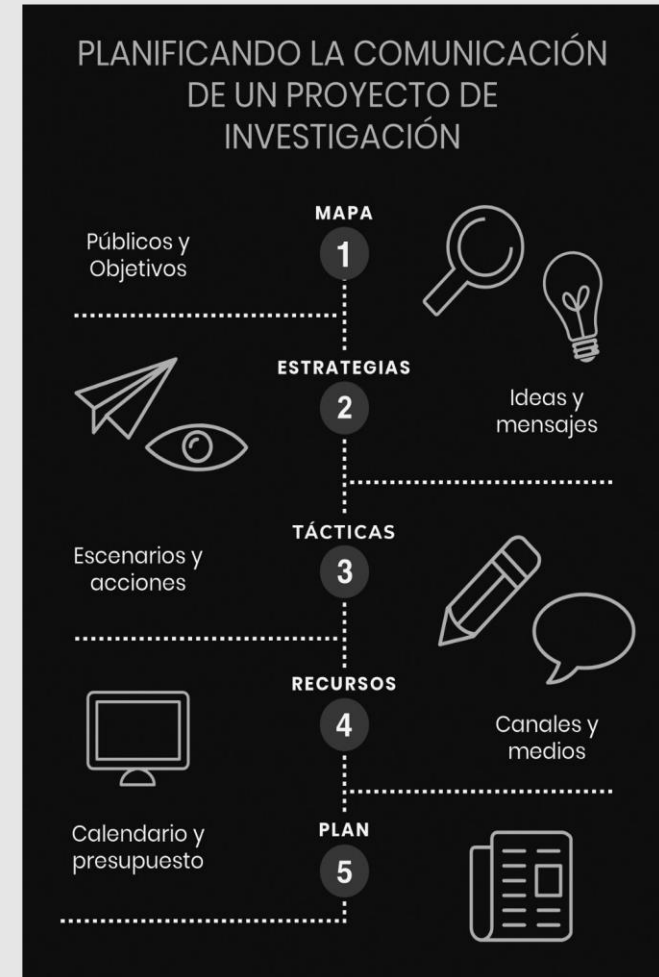 PLANIFICANDO LA COMUNICACIÓN
DE UN PROYECTO DE
INVESTIGACIÓN
MAPA
1
Públicos y
Objetivos
ESTRATEGIAS
2
Ideas y
mensajes
TÁCTICAS
3
Escenarios y
acciones
RECURSOS
4
Canales y
medios
PLAN
5
Calendario y
presupuesto